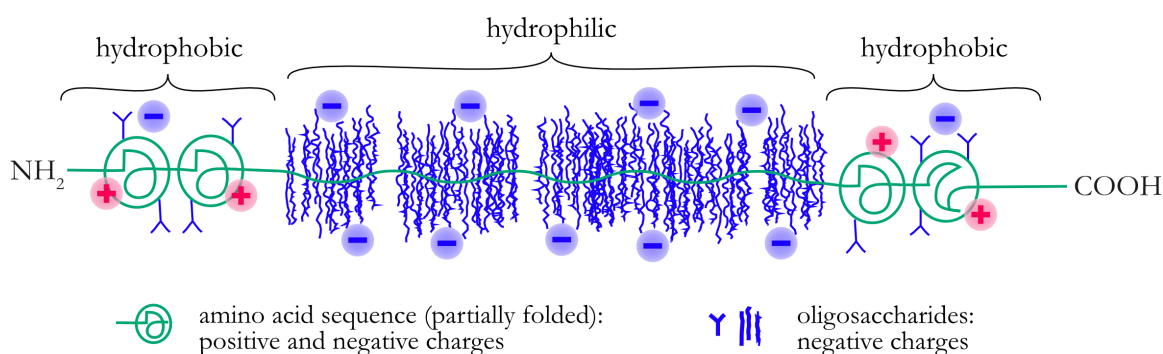 hydrophobic
hydrophilic
hydrophobic
NH₂
COOH
amino acid sequence (partially folded):
positive and negative charges
oligosaccharides:
negative charges